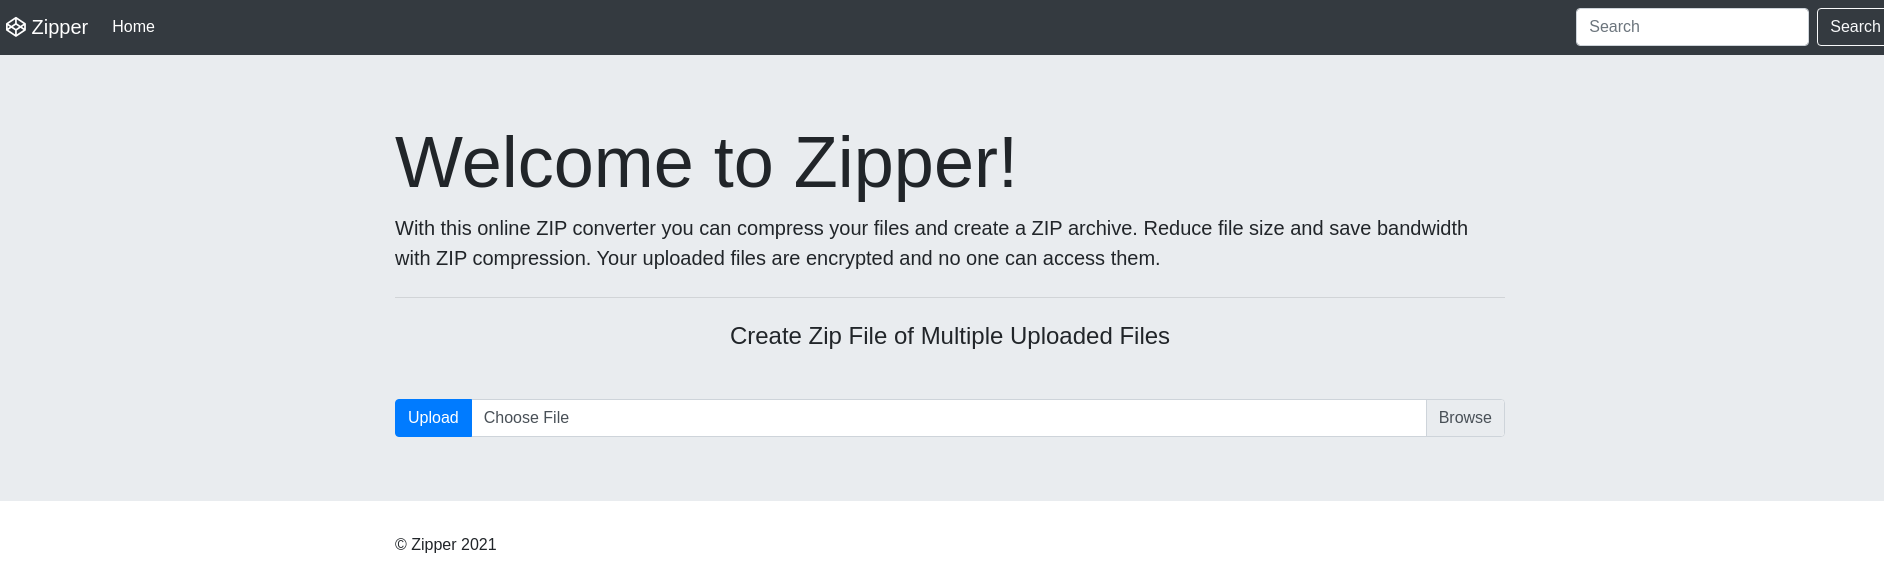 Zipper Home Search Search
Welcome to Zipper!
With this online ZIP converter you can compress your files and create a ZIP archive. Reduce file size and save bandwidth
with ZIP compression. Your uploaded files are encrypted and no one can access them.
Create Zip File of Multiple Uploaded Files
Upload Choose File Browse
© Zipper 2021